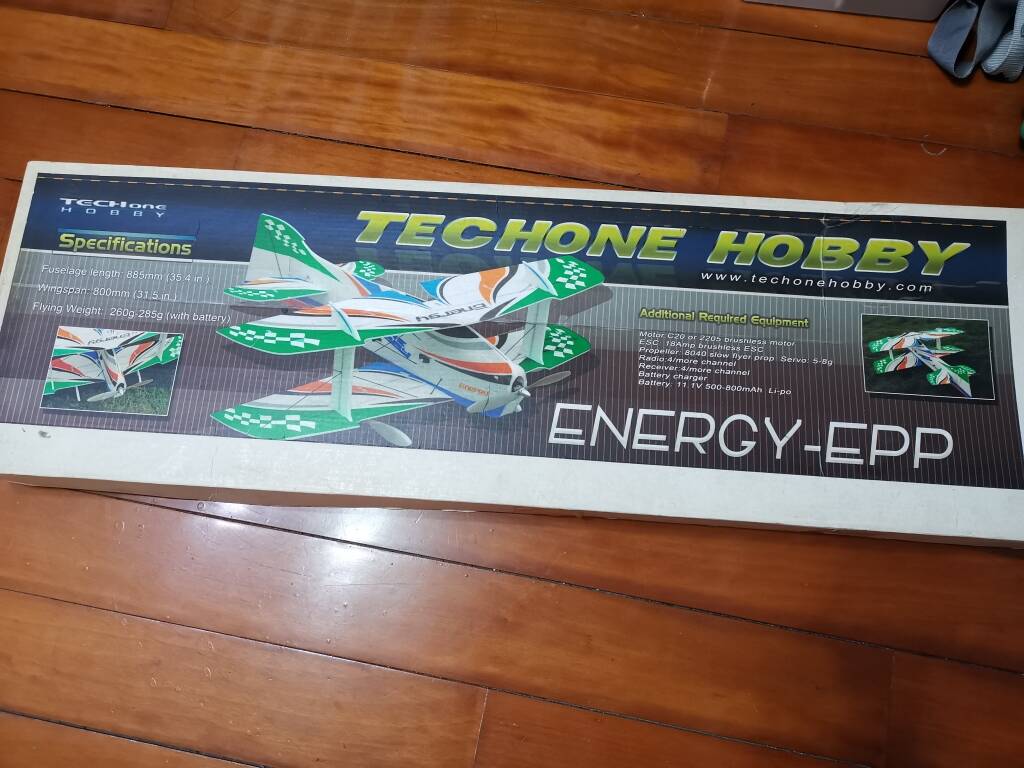 TECHONE
HOBBY
TECHONE HOBBY
www.techonehobby.com
Specifications
Fuselage length: 885mm (35.4 in.)
Wingspan: 800mm (31.5 in.)
Flying Weight: 260g-285g (with battery)
Energy
Energy
Additional Required Equipment
Motor C20 or 2205 brushless motor
ESC: 18Amp brushless ESC
Propeller: 8040 slow flyer prop Servo: 5-8g
Radio:4/more channel
Receiver:4/more channel
Battery charger
Battery: 11.1V 500-800mAh Li-po
ENERGY-EPP